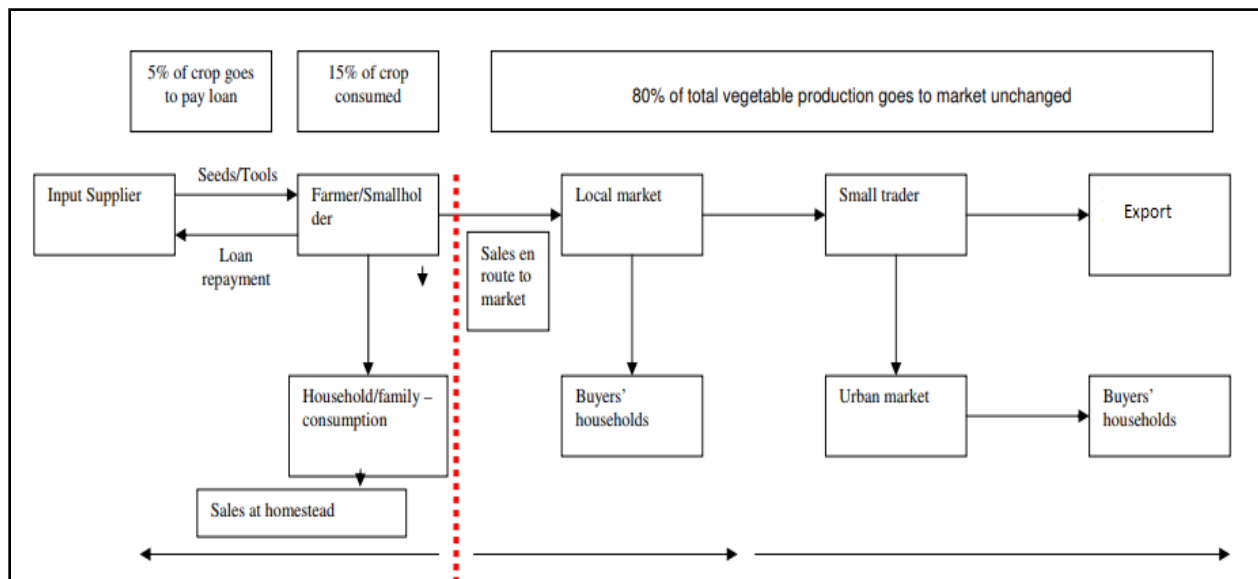 5% of crop goes
to pay loan
15% of crop
consumed
80% of total vegetable production goes to market unchanged
Input Supplier
Seeds/Tools
Loan
repayment
Farmer/Smallhol
der
Sales en
route to
market
Local market
Small trader
Export
Household/family –
consumption
Buyers'
households
Urban market
Buyers'
households
Sales at homestead